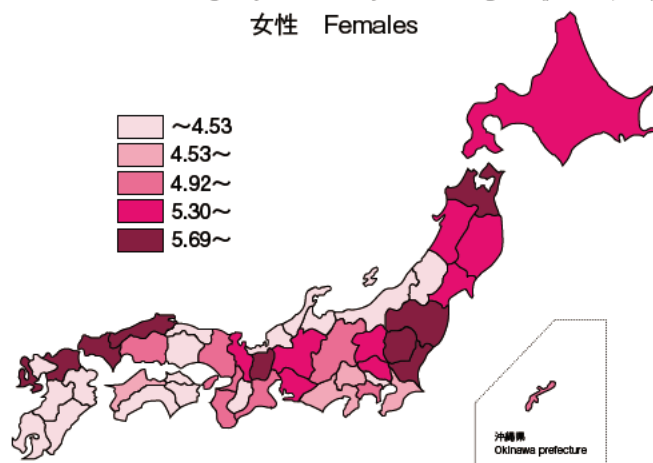 女性 Females
～4.53
4.53～
4.92～
5.30～
5.69～
沖縄県
Okinawa prefecture